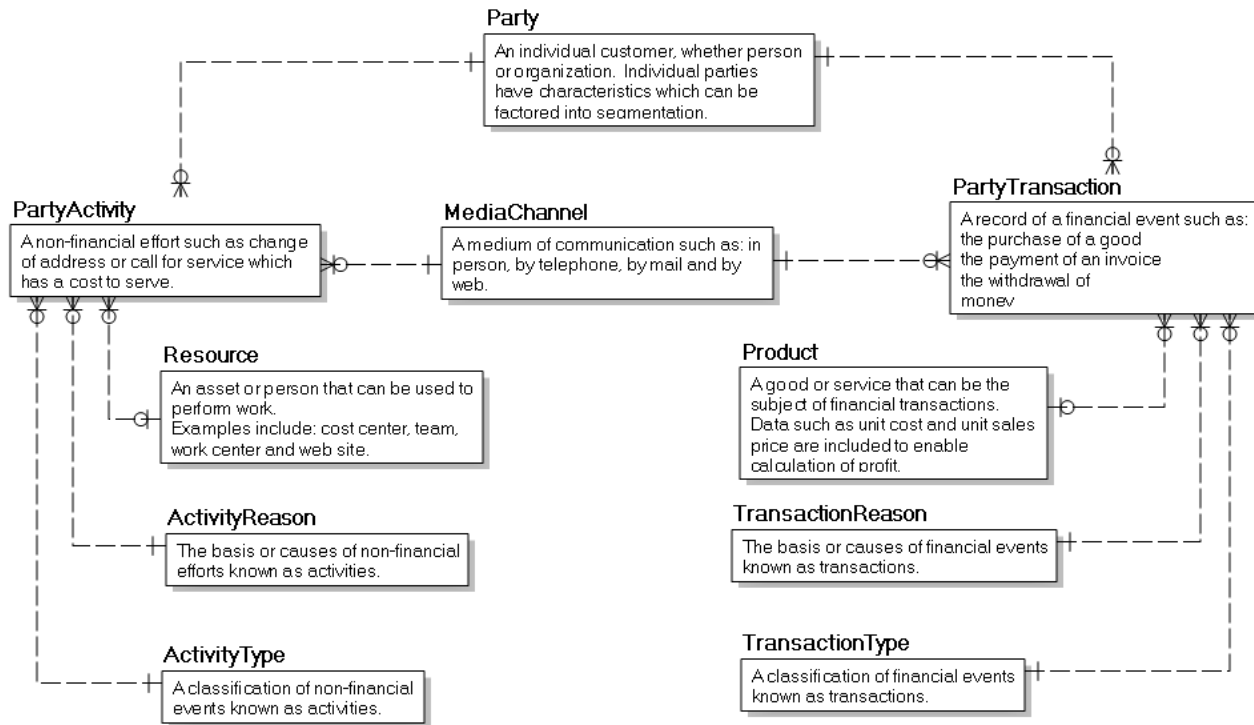 Party
An individual customer, whether person
or organization. Individual parties
have characteristics which can be
factored into segmentation.
PartyActivity
A non-financial effort such as change
of address or call for service which
has a cost to serve.
MediaChannel
A medium of communication such as: in
person, by telephone, by mail and by
web.
PartyTransaction
A record of a financial event such as:
the purchase of a good
the payment of an invoice
the withdrawal of
money
Resource
An asset or person that can be used to
perform work.
Examples include: cost center, team,
work center and web site.
Product
A good or service that can be the
subject of financial transactions.
Data such as unit cost and unit sales
price are included to enable
calculation of profit.
ActivityReason
The basis or causes of non-financial
efforts known as activities.
TransactionReason
The basis or causes of financial events
known as transactions.
ActivityType
A classification of non-financial
events known as activities.
TransactionType
A classification of financial events
known as transactions.